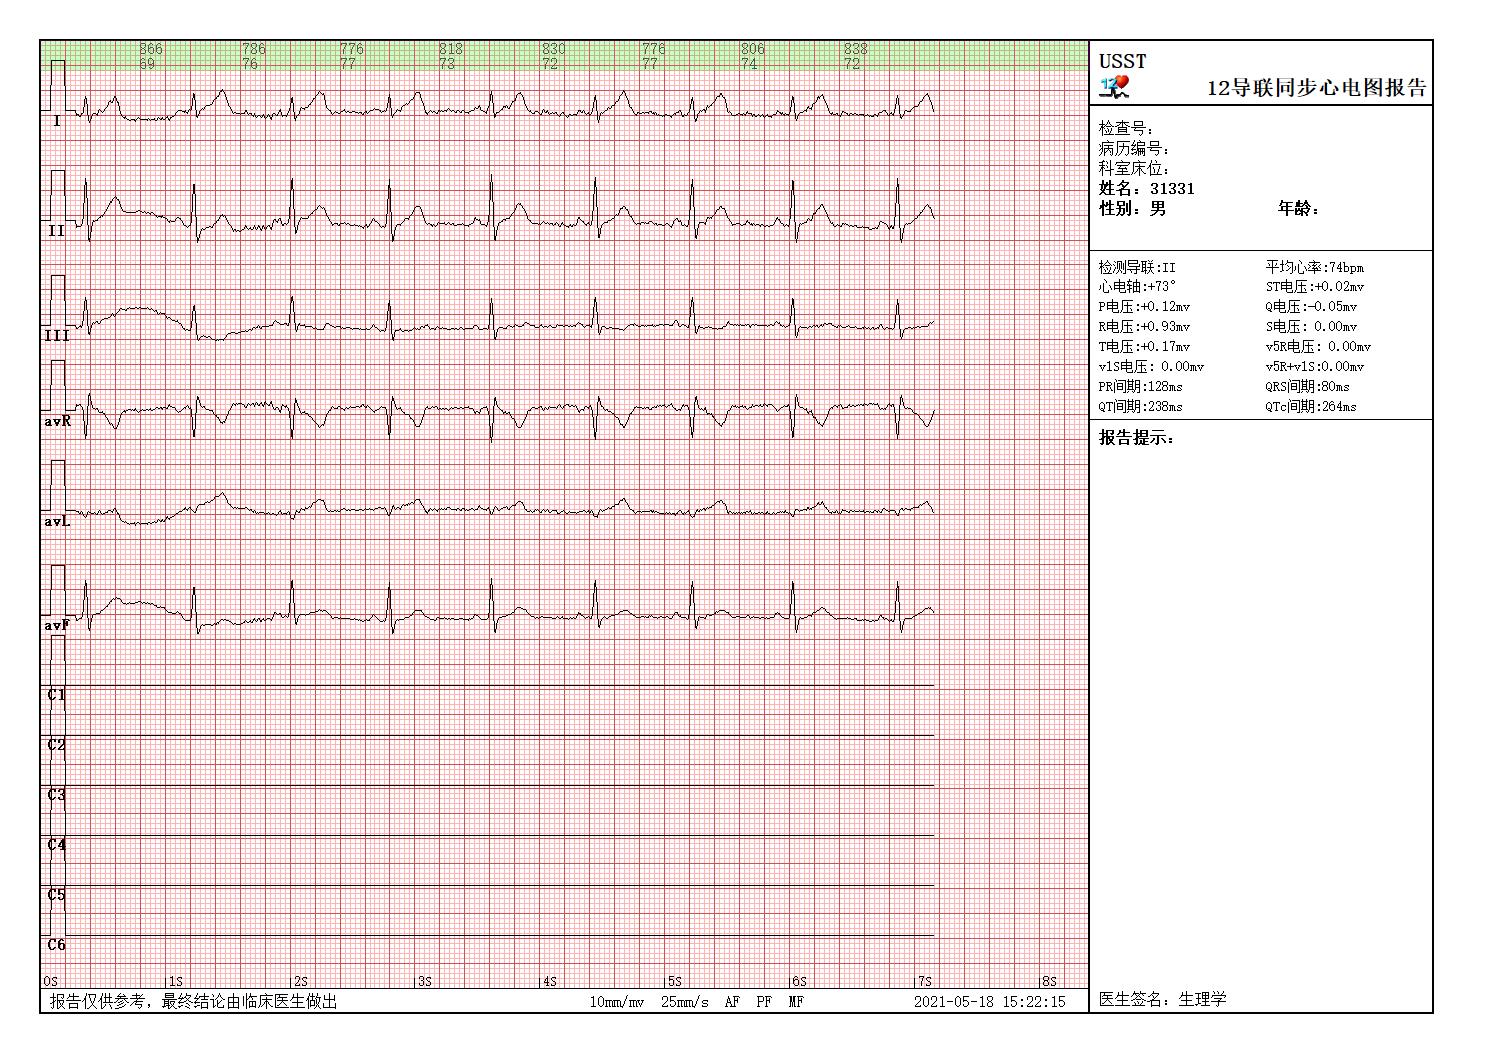 866 786 776 818 830 776 806 838
69 76 77 73 72 77 74 72
I
II
III
avR
avL
avF
C1
C2
C3
C4
C5
C6
0S 1S 2S 3S 4S 5S 6S 7S 8S
报告仅供参考，最终结论由临床医生做出 10mm/mv 25mm/s AF PF MF 2021-05-18 15:22:15
USST
12
12导联同步心电图报告
检查号：
病历编号：
科室床位：
姓名：31331
性别：男 年龄：
检测导联:II 平均心率:74bpm
心电轴:+73° ST电压:+0.02mv
P电压:+0.12mv Q电压:-0.05mv
R电压:+0.93mv S电压: 0.00mv
T电压:+0.17mv v5R电压: 0.00mv
v1S电压: 0.00mv v5R+v1S:0.00mv
PR间期:128ms QRS间期:80ms
QT间期:238ms QTc间期:264ms
报告提示：
医生签名：生理学